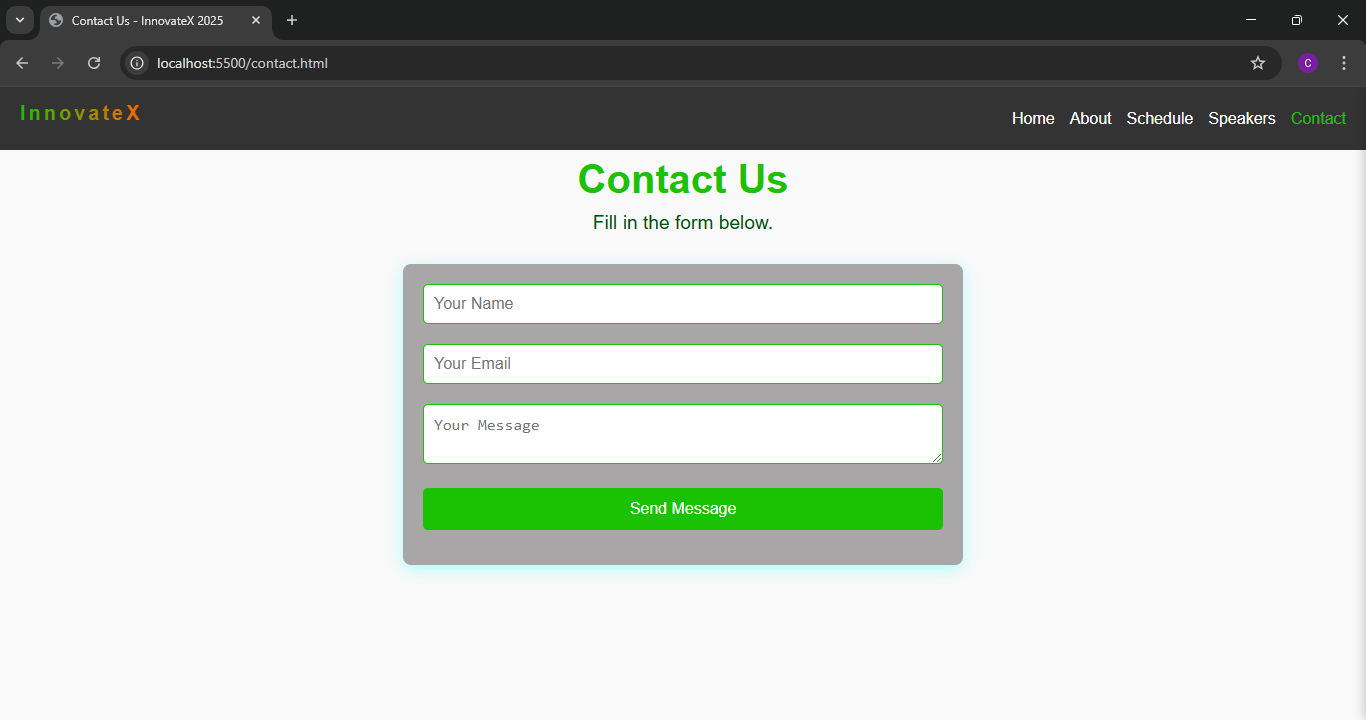 Contact Us - InnovateX 2025
localhost:5500/contact.html
C
InnovateX
Home About Schedule Speakers Contact
Contact Us
Fill in the form below.
Your Name
Your Email
Your Message
Send Message